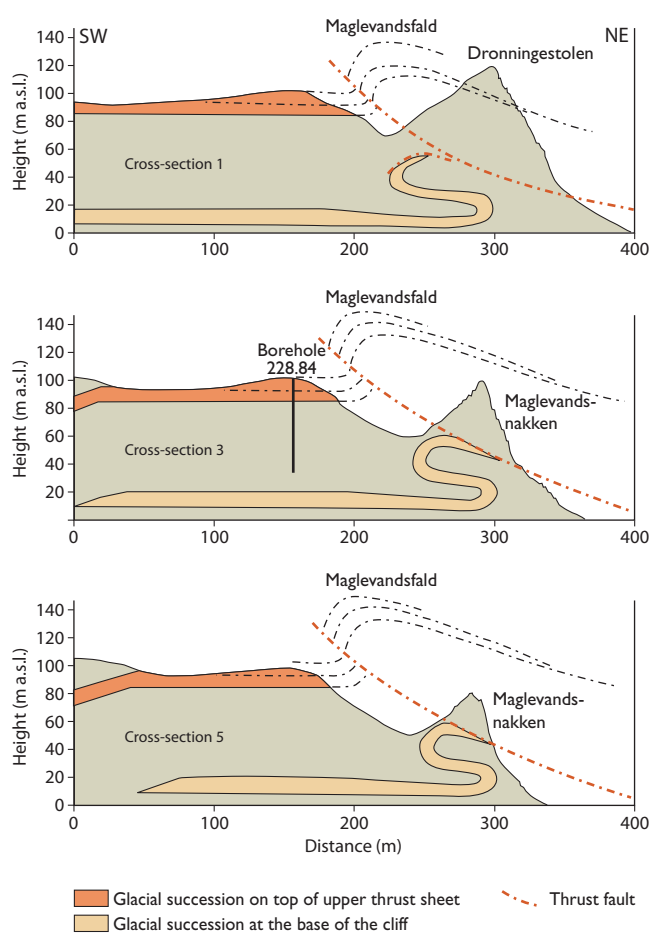 SW
Maglevandsfald
NE
Dronningestolen
140
120
100
80
60
40
20
0
Height (m a.s.l.)
Cross-section 1
0
100
200
300
400
Maglevandsfald
140
120
100
80
60
40
20
Height (m a.s.l.)
Borehole
228.84
Maglevands-
nakken
Cross-section 3
0
100
200
300
400
Maglevandsfald
140
120
100
80
60
40
20
0
Height (m a.s.l.)
Maglevands-
nakken
Cross-section 5
0
100
200
300
400
Distance (m)
Glacial succession on top of upper thrust sheet
Thrust fault
Glacial succession at the base of the cliff